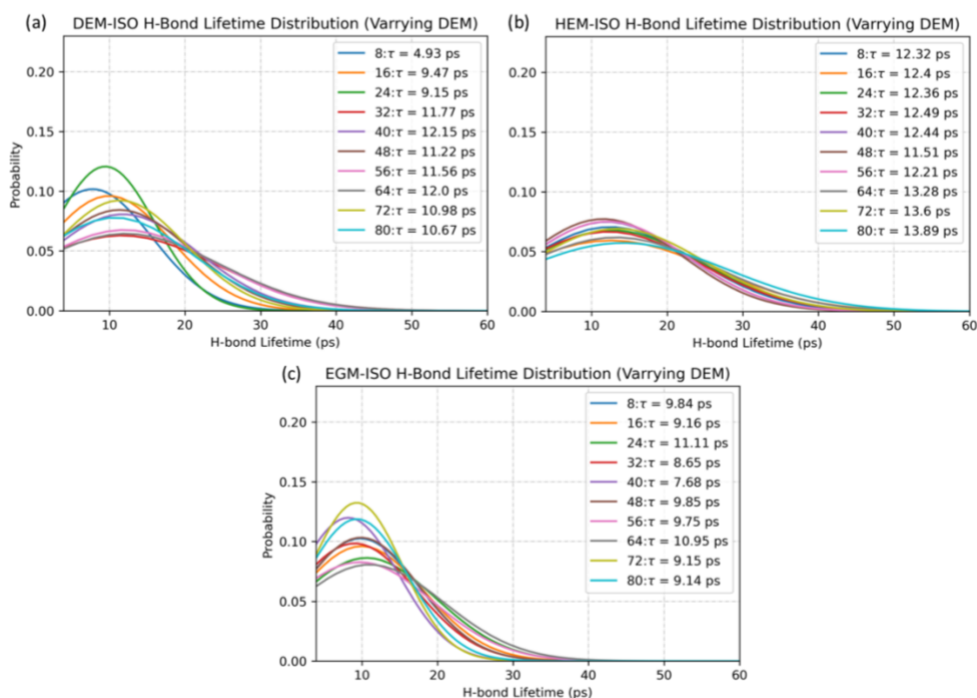 (a)
DEM-ISO H-Bond Lifetime Distribution (Varrying DEM)
8:τ = 4.93 ps
16:τ = 9.47 ps
24:τ = 9.15 ps
32:τ = 11.77 ps
40:τ = 12.15 ps
48:τ = 11.22 ps
56:τ = 11.56 ps
64:τ = 12.0 ps
72:τ = 10.98 ps
80:τ = 10.67 ps
Probability
0.20
0.15
0.10
0.05
0.00
10 20 30 40 50 60
H-bond Lifetime (ps)
(b)
HEM-ISO H-Bond Lifetime Distribution (Varrying DEM)
8:τ = 12.32 ps
16:τ = 12.4 ps
24:τ = 12.36 ps
32:τ = 12.49 ps
40:τ = 12.44 ps
48:τ = 11.51 ps
56:τ = 12.21 ps
64:τ = 13.28 ps
72:τ = 13.6 ps
80:τ = 13.89 ps
0.20
0.15
0.10
0.05
0.00
10 20 30 40 50 60
H-bond Lifetime (ps)
(c)
EGM-ISO H-Bond Lifetime Distribution (Varrying DEM)
8:τ = 9.84 ps
16:τ = 9.16 ps
24:τ = 11.11 ps
32:τ = 8.65 ps
40:τ = 7.68 ps
48:τ = 9.85 ps
56:τ = 9.75 ps
64:τ = 10.95 ps
72:τ = 9.15 ps
80:τ = 9.14 ps
Probability
0.20
0.15
0.10
0.05
0.00
10 20 30 40 50 60
H-bond Lifetime (ps)